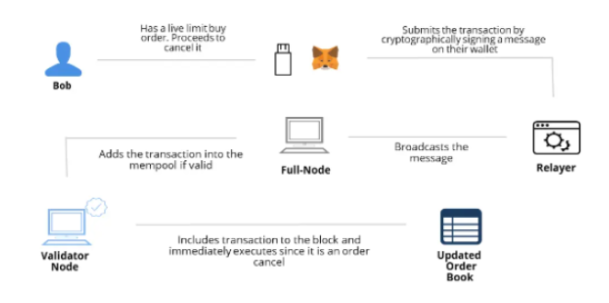 Has a live limit buy
order. Proceeds to
cancel it
Submits the transaction by
cryptographically signing a message
on their wallet
Bob
Adds the transaction into the
mempool if valid
Full-Node
Broadcasts the
message
Relayer
Validator
Node
Includes transaction to the block and
immediately executes since it is an order
cancel
Updated
Order
Book